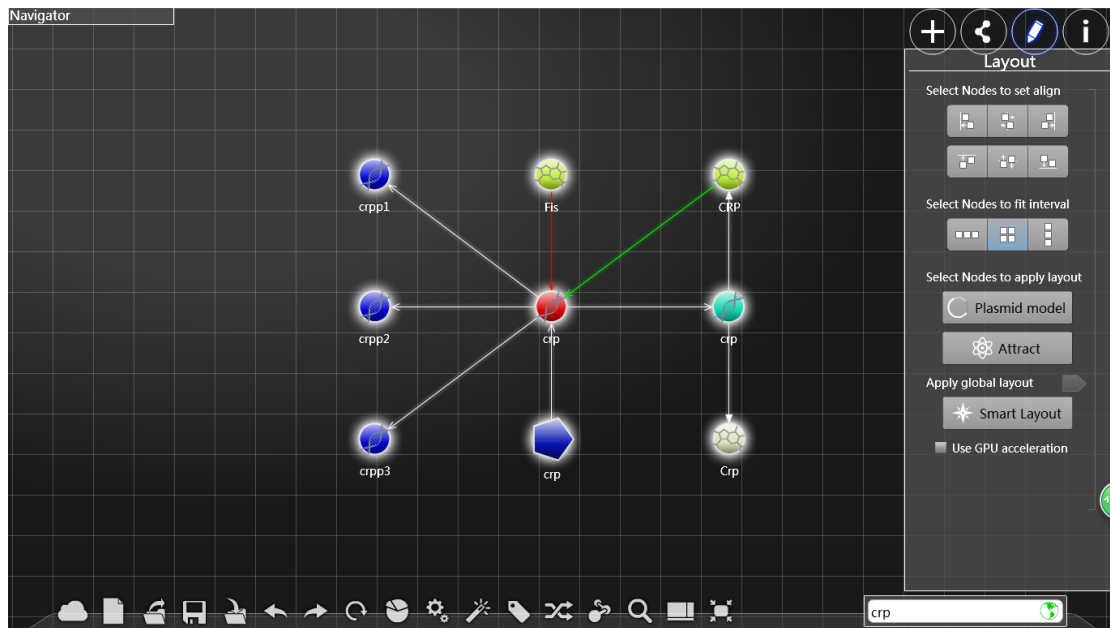 Navigator
Layout
Select Nodes to set align
crpp1
Fis
CRP
Select Nodes to fit interval
Select Nodes to apply layout
Plasmid model
crpp2
crp
crp
Attract
Apply global layout
Smart Layout
Use GPU acceleration
crpp3
crp
Crp
crp